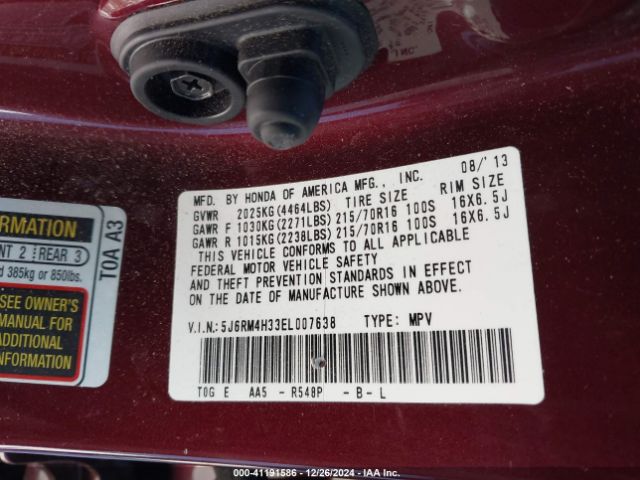 08/'13
MFD. BY HONDA OF AMERICA MFG., INC.
GVWR 2025KG(4464LBS) TIRE SIZE RIM SIZE
GAWR F 1030KG(2271LBS) 215/70R16 100S 16X6.5J
GAWR R 1015KG(2238LBS) 215/70R16 100S 16X6.5J
THIS VEHICLE CONFORMS TO ALL APPLICABLE
FEDERAL MOTOR VEHICLE SAFETY
AND THEFT PREVENTION STANDARDS IN EFFECT
ON THE DATE OF MANUFACTURE SHOWN ABOVE.
V.I.N.:5J6RM4H33EL007638 TYPE: MPV
T0G E AA5 - R548P - B - L
RMATION
NT 2 REAR 3
d 385kg or 850lbs.
SEE OWNER'S
MANUAL FOR
ADDITIONAL
INFORMATION
T0A A3
000-41191586 - 12/26/2024 - IAA Inc.